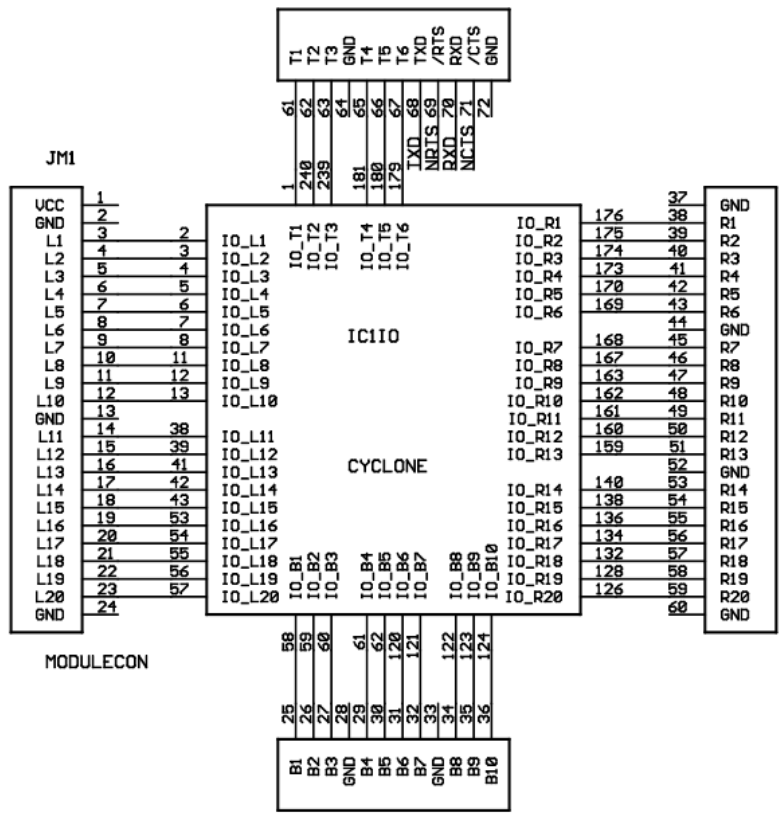 T1 T2 T3 GND T4 T5 T6 TXD /RTS RXD /CTS GND
61 62 63 64 65 66 67 68 69 70 71 72
TXD NRTS RXD NCTS
1 240 239 181 180 179
JM1
VCC 1
GND 2
L1 3 2 IO_L1
L2 4 3 IO_L2
L3 5 4 IO_L3
L4 6 5 IO_L4
L5 7 6 IO_L5
L6 8 7 IO_L6
L7 9 8 IO_L7
L8 10 11 IO_L8
L9 11 12 IO_L9
L10 12 13 IO_L10
GND 13
L11 14 38 IO_L11
L12 15 39 IO_L12
L13 16 41 IO_L13
L14 17 42 IO_L14
L15 18 43 IO_L15
L16 19 53 IO_L16
L17 20 54 IO_L17
L18 21 55 IO_L18
L19 22 56 IO_L19
L20 23 57 IO_L20
GND 24
MODULECON
IO_T1 IO_T2 IO_T3 IO_T4 IO_T5 IO_T6
IC1IO
CYCLONE
IO_B1 IO_B2 IO_B3 IO_B4 IO_B5 IO_B6 IO_B7 IO_B8 IO_B9 IO_B10
37 GND
IO_R1 176 38 R1
IO_R2 175 39 R2
IO_R3 174 40 R3
IO_R4 173 41 R4
IO_R5 170 42 R5
IO_R6 169 43 R6
44 GND
IO_R7 168 45 R7
IO_R8 167 46 R8
IO_R9 163 47 R9
IO_R10 162 48 R10
IO_R11 161 49 R11
IO_R12 160 50 R12
IO_R13 159 51 R13
52 GND
IO_R14 140 53 R14
IO_R15 138 54 R15
IO_R16 136 55 R16
IO_R17 134 56 R17
IO_R18 132 57 R18
IO_R19 128 58 R19
IO_R20 126 59 R20
60 GND
58 59 60 61 62 120 121 122 123 124
25 26 27 28 29 30 31 32 33 34 35 36
B1 B2 B3 GND B4 B5 B6 B7 GND B8 B9 B10